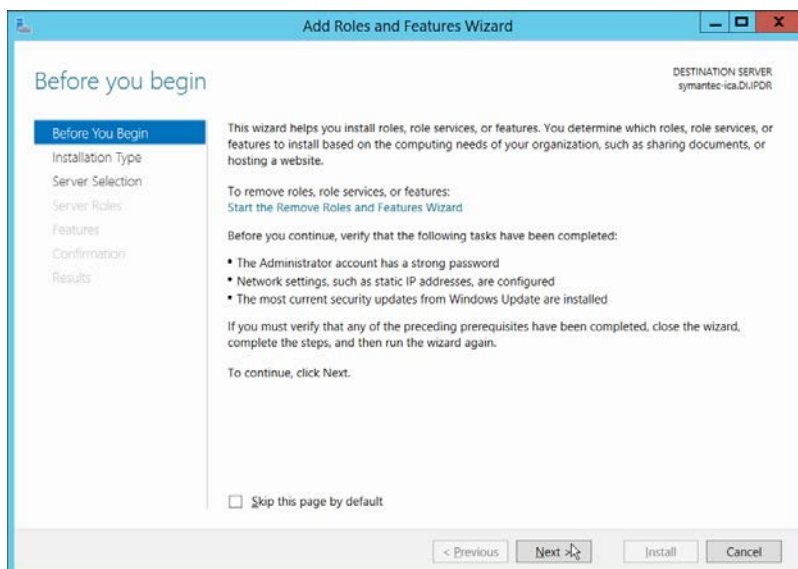 Add Roles and Features Wizard
Before you begin
DESTINATION SERVER
symantec-ica.DI.IPDR
Before You Begin
Installation Type
Server Selection
Server Roles
Features
Confirmation
Results
This wizard helps you install roles, role services, or features. You determine which roles, role services, or
features to install based on the computing needs of your organization, such as sharing documents, or
hosting a website.
To remove roles, role services, or features:
Start the Remove Roles and Features Wizard
Before you continue, verify that the following tasks have been completed:
• The Administrator account has a strong password
• Network settings, such as static IP addresses, are configured
• The most current security updates from Windows Update are installed
If you must verify that any of the preceding prerequisites have been completed, close the wizard,
complete the steps, and then run the wizard again.
To continue, click Next.
Skip this page by default
< Previous
Next >
Install
Cancel